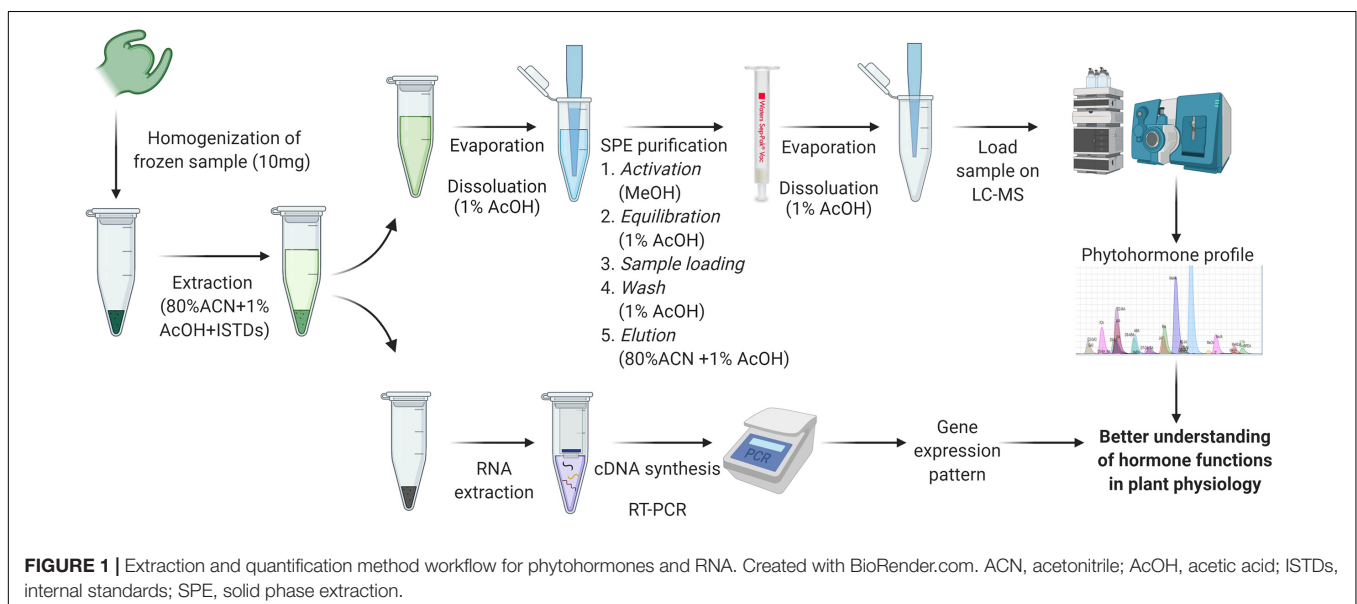 Homogenization of
frozen sample (10mg)
Extraction
(80%ACN+1%
AcOH+ISTDs)
Evaporation
Dissoluation
(1% AcOH)
SPE purification
1. Activation
(MeOH)
2. Equilibration
(1% AcOH)
3. Sample loading
4. Wash
(1% AcOH)
5. Elution
(80%ACN +1% AcOH)
Waters Sep-Pak® Vac
Evaporation
Dissoluation
(1% AcOH)
Load
sample on
LC-MS
Phytohormone profile
RNA
extraction
cDNA synthesis
RT-PCR
PCR
Gene
expression
pattern
Better understanding
of hormone functions
in plant physiology
FIGURE 1 | Extraction and quantification method workflow for phytohormones and RNA. Created with BioRender.com. ACN, acetonitrile; AcOH, acetic acid; ISTDs,
internal standards; SPE, solid phase extraction.